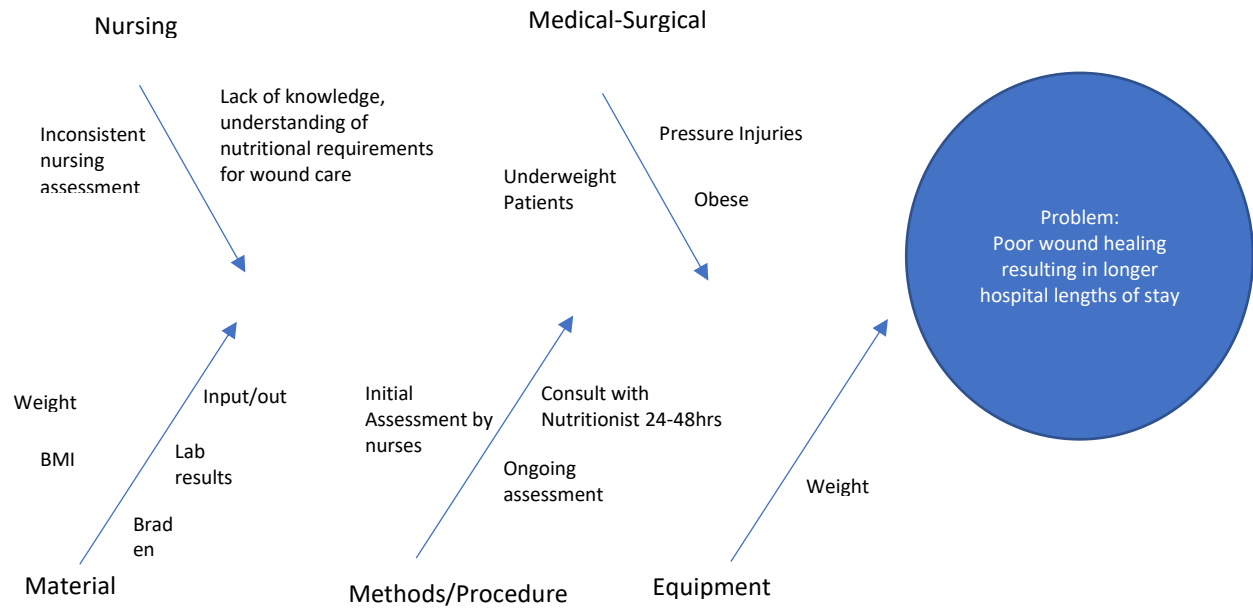 Nursing
Medical-Surgical
Inconsistent
nursing
assessment
Lack of knowledge,
understanding of
nutritional requirements
for wound care
Underweight
Patients
Pressure Injuries
Obese
Problem:
Poor wound healing
resulting in longer
hospital lengths of stay
Weight
BMI
Input/out
Lab
results
Brad
en
Initial
Assessment by
nurses
Consult with
Nutritionist 24-48hrs
Ongoing
assessment
Weight
Material
Methods/Procedure
Equipment